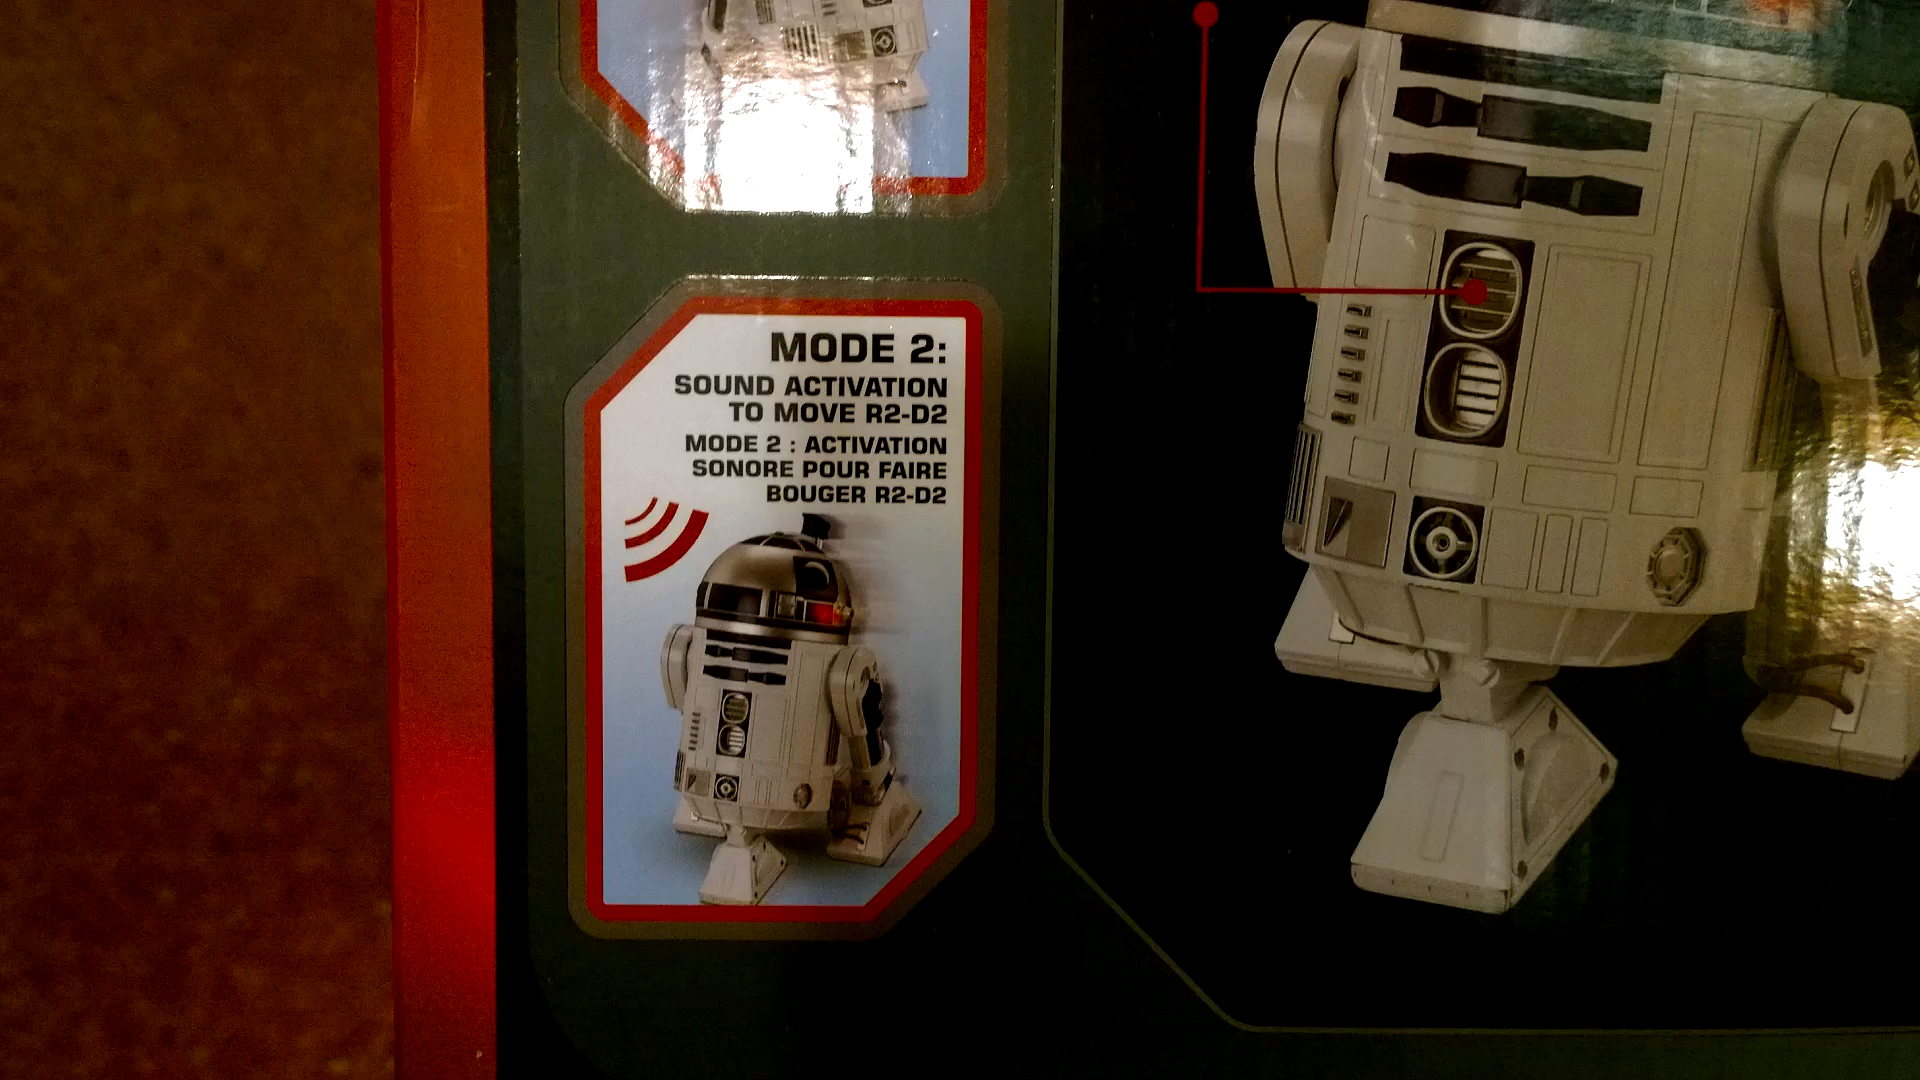 MODE 2:
SOUND ACTIVATION
TO MOVE R2-D2
MODE 2 : ACTIVATION
SONORE POUR FAIRE
BOUGER R2-D2